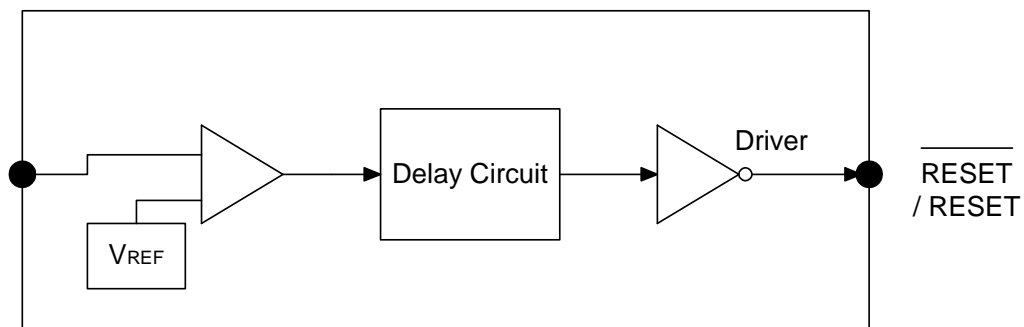 Driver
Delay Circuit
RESET
/ RESET
VREF